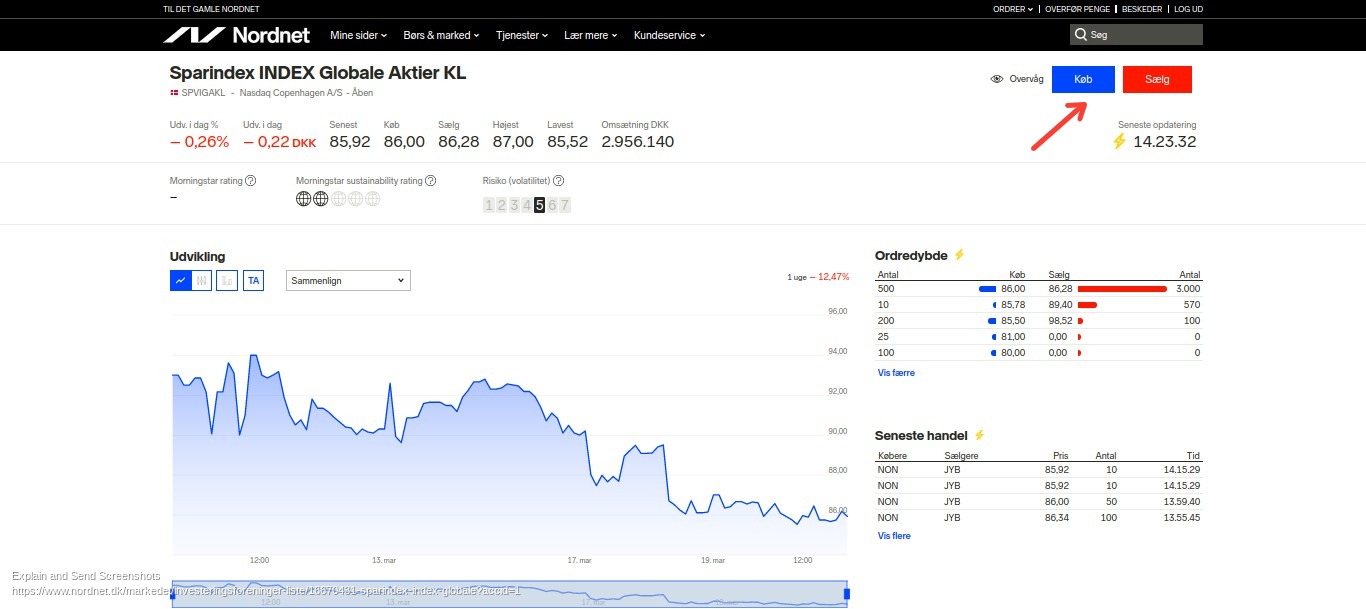 TIL DET GAMLE NORDNET
ORDRER | OVERFØR PENGE | BESKEDER | LOG UD
Nordnet Mine sider Børs & marked Tjenester Lær mere Kundeservice Søg
Sparindex INDEX Globale Aktier KL
Overvåg Køb Sælg
SPVIGAKL - Nasdaq Copenhagen A/S - Åben
Udv. i dag % Udv. i dag Senest Køb Sælg Højest Lavest Omsætning DKK Seneste opdatering
– 0,26% – 0,22 DKK 85,92 86,00 86,28 87,00 85,52 2.956.140 14.23.32
Morningstar rating ? Morningstar sustainability rating ? Risiko (volatilitet) ?
–
1 2 3 4 5 6 7
Udvikling
TA Sammenlign 1 uge – 12,47%
96,00
94,00
92,00
90,00
88,00
86,00
12:00 13. mar 17. mar 19. mar 12:00
12:00 13. mar 17. mar
Ordredybde
Antal Køb Sælg Antal
500 86,00 86,28 3.000
10 85,78 89,40 570
200 85,50 98,52 100
25 81,00 0,00 0
100 80,00 0,00 0
Vis færre
Seneste handel
Købere Sælgere Pris Antal Tid
NON JYB 85,92 10 14.15.29
NON JYB 85,92 10 14.15.29
NON JYB 86,00 50 13.59.40
NON JYB 86,34 100 13.55.45
Vis flere
Explain and Send Screenshots
https://www.nordnet.dk/markedet/investeringsforeninger-liste/16670431-sparindex-index-globale?accid=1